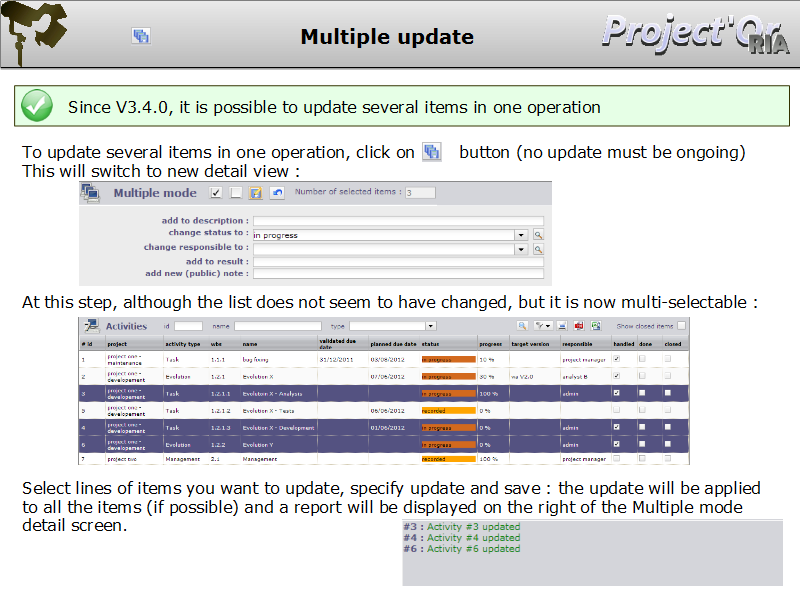 Multiple update
Project'Or
RIA
Since V3.4.0, it is possible to update several items in one operation
To update several items in one operation, click on button (no update must be ongoing)
This will switch to new detail view :
Multiple mode Number of selected items : 3
add to description :
change status to : in progress
change responsible to :
add to result :
add new (public) note :
At this step, although the list does not seem to have changed, but it is now multi-selectable :
Activities id name type Show closed items
# id project activity type wbs name validated due date planned due date status progress target version responsible handled done closed
1 project one - maintenance Task 1.1.1 bug fixing 31/12/2011 03/08/2012 in progress 10 % project manager
2 project one - developement Evolution 1.2.1 Evolution X 07/06/2012 in progress 30 % wa V2.0 analyst B
3 project one - developement Task 1.2.1.1 Evolution X - Analysis in progress 100 % admin
5 project one - developement Task 1.2.1.2 Evolution X - Tests 06/06/2012 recorded 0 %
4 project one - developement Task 1.2.1.3 Evolution X - Development 01/06/2012 in progress 0 % admin
6 project one - developement Evolution 1.2.2 Evolution Y in progress 0 % admin
7 project two Management 2.1 Management recorded 100 % project manager
Select lines of items you want to update, specify update and save : the update will be applied
to all the items (if possible) and a report will be displayed on the right of the Multiple mode
detail screen.
#3 : Activity #3 updated
#4 : Activity #4 updated
#6 : Activity #6 updated